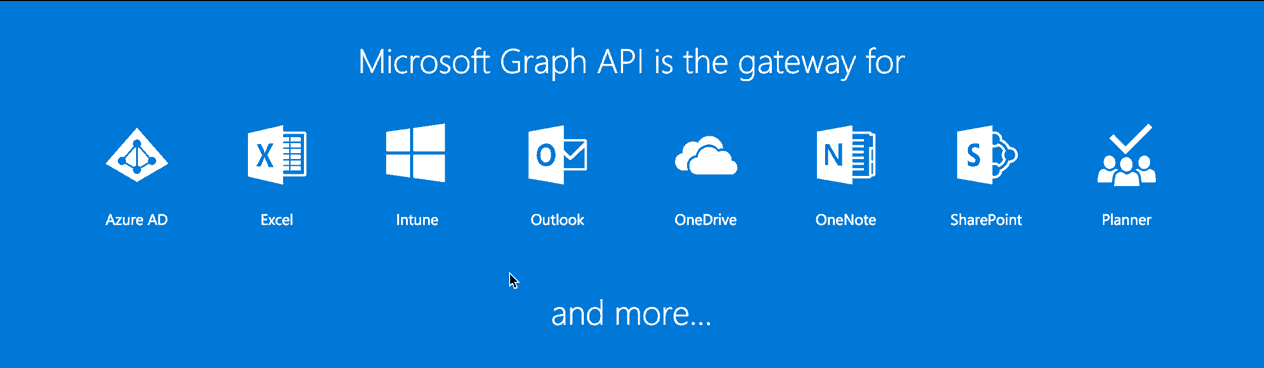 Microsoft Graph API is the gateway for
X
O
N
S
Azure AD
Excel
Intune
Outlook
OneDrive
OneNote
SharePoint
Planner
and more...